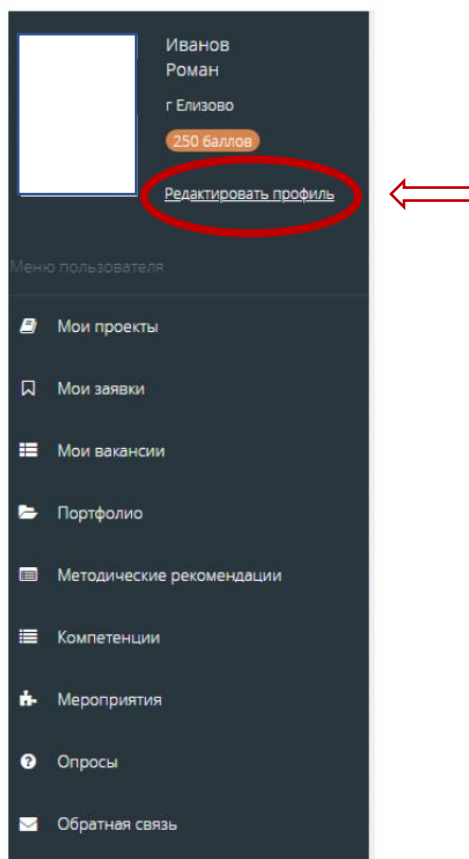 Иванов
Роман
г Елизово
250 баллов
Редактировать профиль
Меню пользователя
Мои проекты
Мои заявки
Мои вакансии
Портфолио
Методические рекомендации
Компетенции
Мероприятия
Опросы
Обратная связь